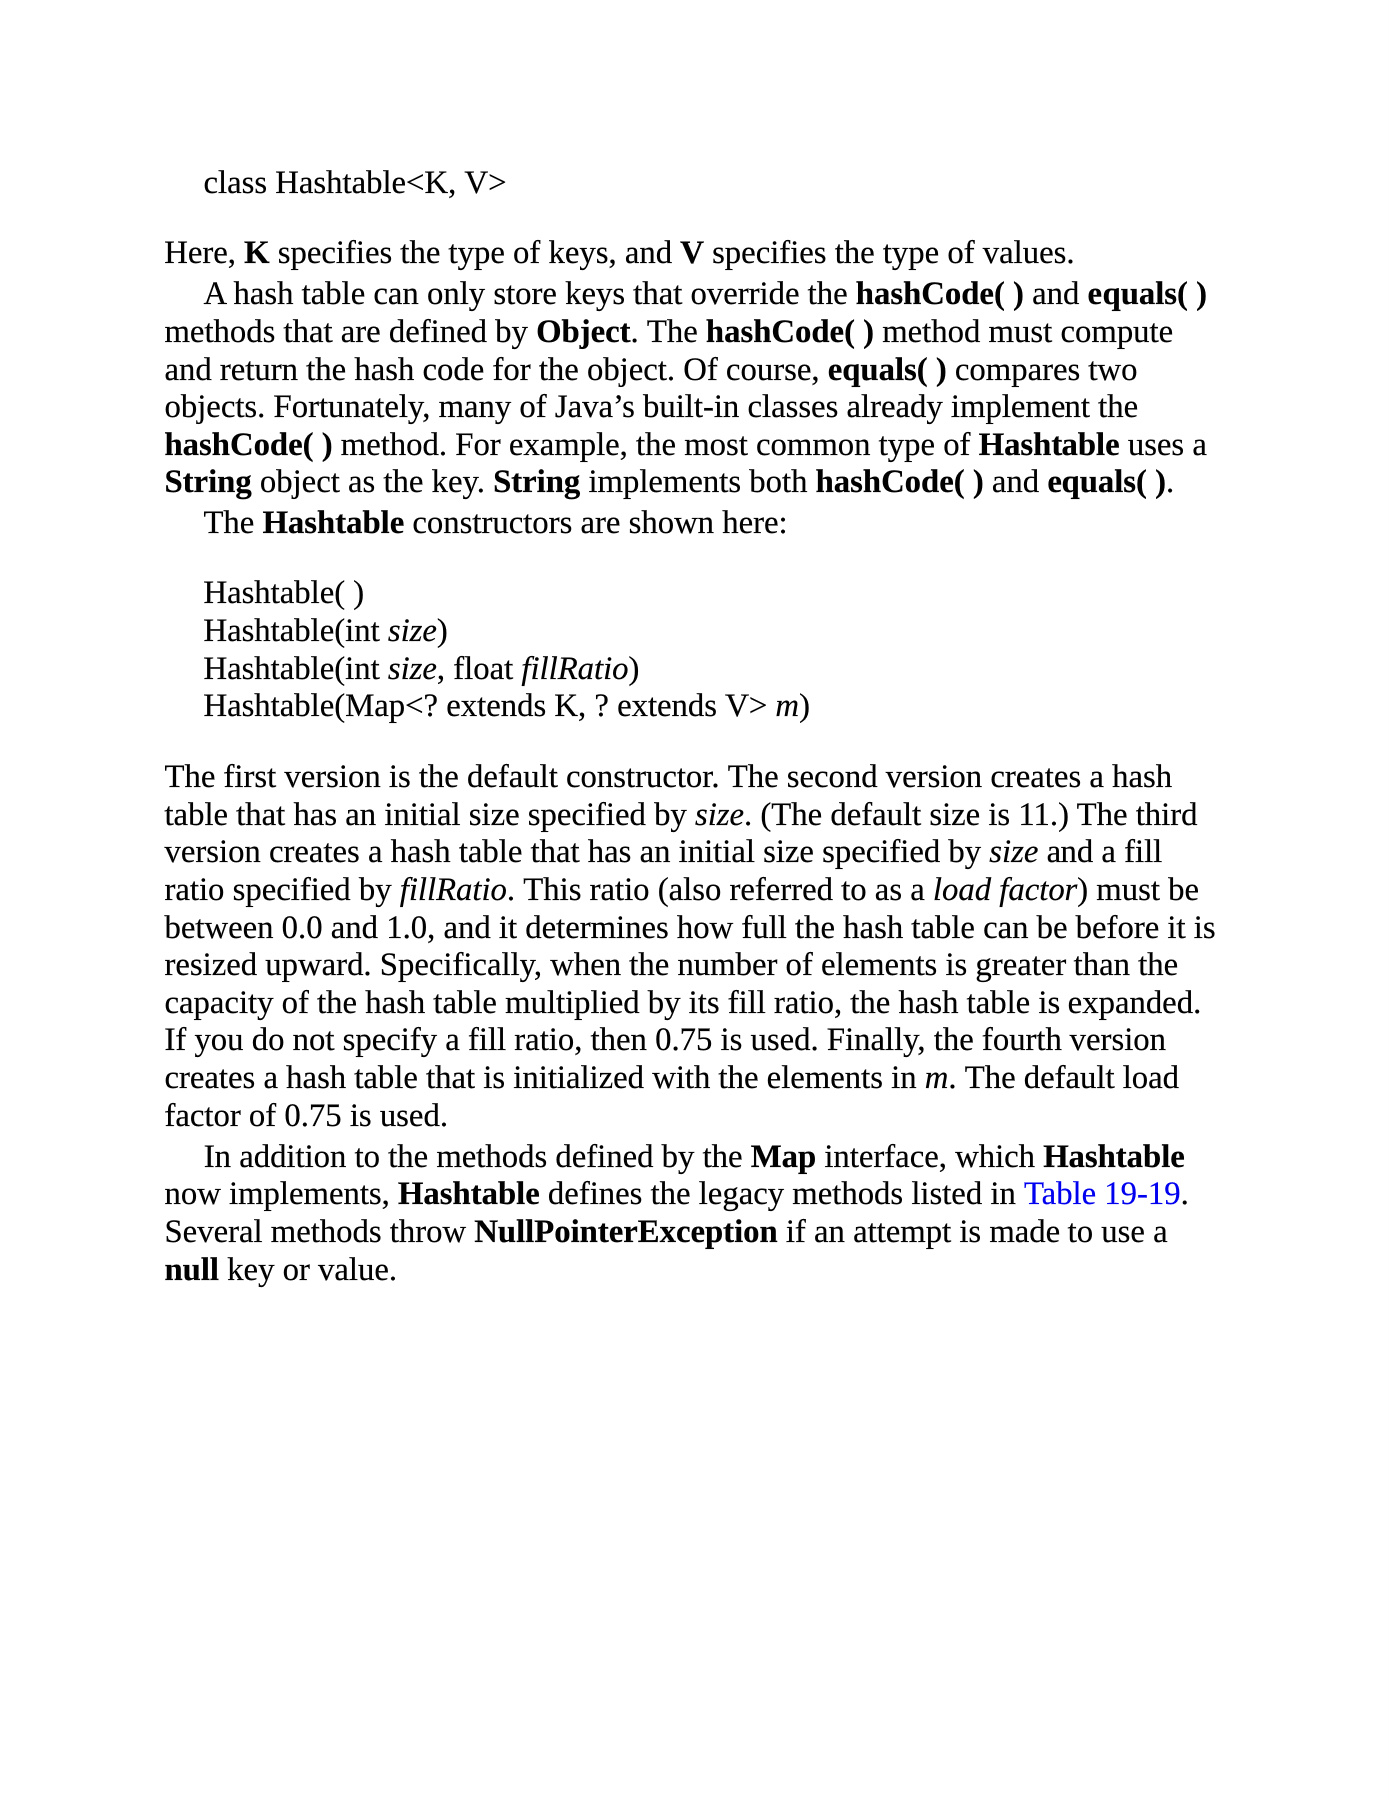 class Hashtable<K, V>
Here, K specifies the type of keys, and V specifies the type of values.
A hash table can only store keys that override the hashCode( ) and equals( )
methods that are defined by Object. The hashCode( ) method must compute
and return the hash code for the object. Of course, equals( ) compares two
objects. Fortunately, many of Java’s built-in classes already implement the
hashCode( ) method. For example, the most common type of Hashtable uses a
String object as the key. String implements both hashCode( ) and equals( ).
The Hashtable constructors are shown here:
Hashtable( )
Hashtable(int size)
Hashtable(int size, float fillRatio)
Hashtable(Map<? extends K, ? extends V> m)
The first version is the default constructor. The second version creates a hash
table that has an initial size specified by size. (The default size is 11.) The third
version creates a hash table that has an initial size specified by size and a fill
ratio specified by fillRatio. This ratio (also referred to as a load factor) must be
between 0.0 and 1.0, and it determines how full the hash table can be before it is
resized upward. Specifically, when the number of elements is greater than the
capacity of the hash table multiplied by its fill ratio, the hash table is expanded.
If you do not specify a fill ratio, then 0.75 is used. Finally, the fourth version
creates a hash table that is initialized with the elements in m. The default load
factor of 0.75 is used.
In addition to the methods defined by the Map interface, which Hashtable
now implements, Hashtable defines the legacy methods listed in Table 19-19.
Several methods throw NullPointerException if an attempt is made to use a
null key or value.